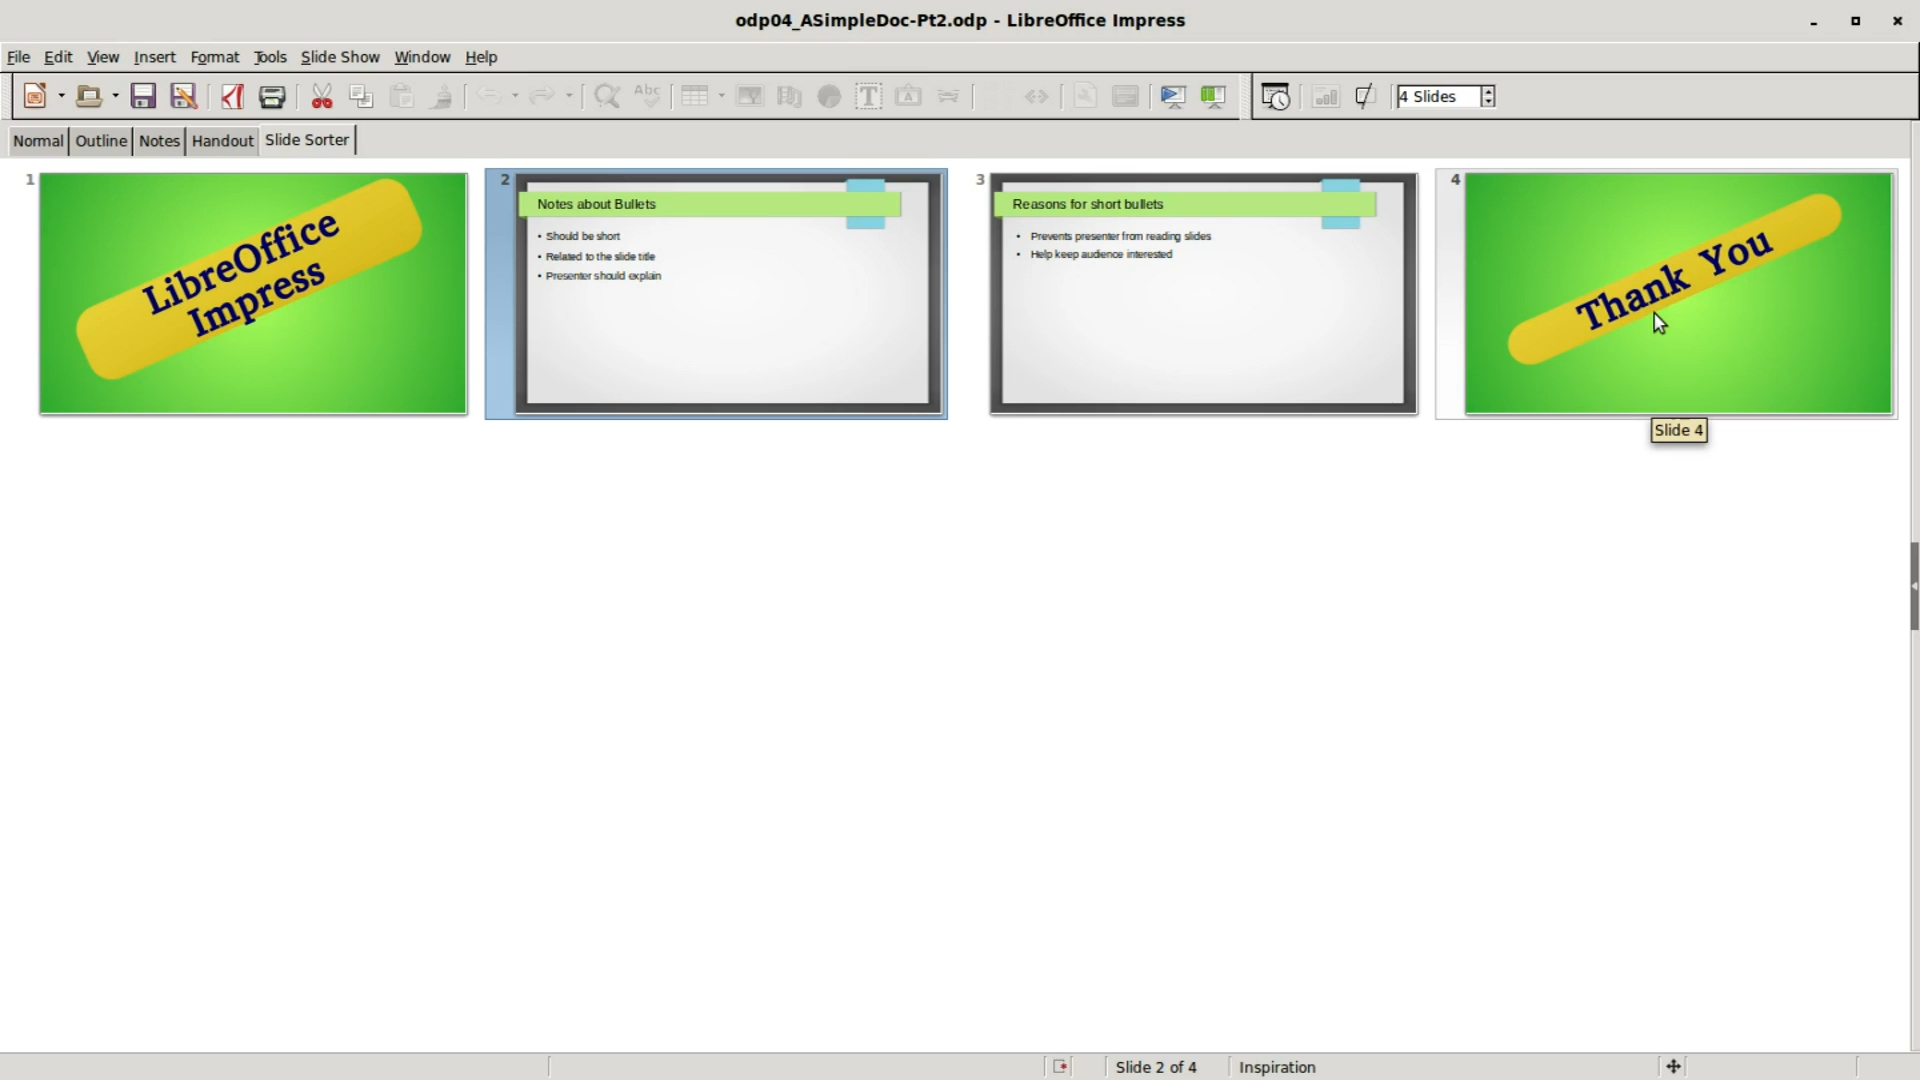 odp04_ASimpleDoc-Pt2.odp - LibreOffice Impress
File Edit View Insert Format Tools Slide Show Window Help
Abc
T
A
4 Slides
Normal Outline Notes Handout Slide Sorter
1
LibreOffice
Impress
2
Notes about Bullets
• Should be short
• Related to the slide title
• Presenter should explain
3
Reasons for short bullets
• Prevents presenter from reading slides
• Help keep audience interested
4
Thank You
Slide 4
Slide 2 of 4
Inspiration